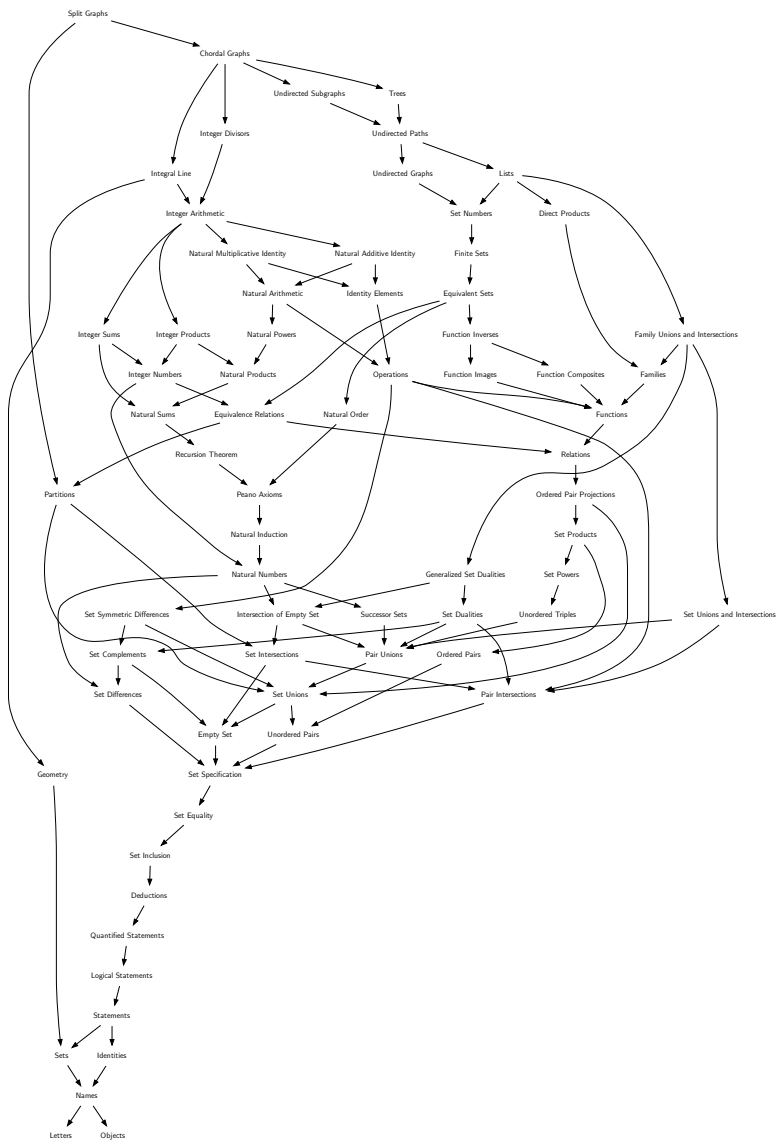 Split Graphs
Chordal Graphs
Undirected Subgraphs
Trees
Integer Divisors
Undirected Paths
Integral Line
Undirected Graphs
Lists
Integer Arithmetic
Set Numbers
Direct Products
Natural Multiplicative Identity
Natural Additive Identity
Finite Sets
Natural Arithmetic
Identity Elements
Equivalent Sets
Integer Sums
Integer Products
Natural Powers
Function Inverses
Family Unions and Intersections
Integer Numbers
Natural Products
Operations
Function Images
Function Composites
Families
Natural Sums
Equivalence Relations
Natural Order
Functions
Recursion Theorem
Relations
Partitions
Peano Axioms
Ordered Pair Projections
Natural Induction
Set Products
Natural Numbers
Generalized Set Dualities
Set Powers
Set Symmetric Differences
Intersection of Empty Set
Successor Sets
Set Dualities
Unordered Triples
Set Unions and Intersections
Set Complements
Set Intersections
Pair Unions
Ordered Pairs
Set Differences
Set Unions
Pair Intersections
Empty Set
Unordered Pairs
Geometry
Set Specification
Set Equality
Set Inclusion
Deductions
Quantified Statements
Logical Statements
Statements
Sets
Identities
Names
Letters
Objects